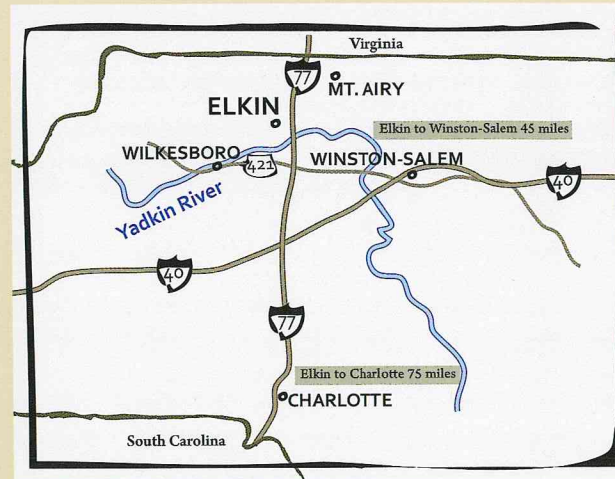 Virginia
77
MT. AIRY
ELKIN
Elkin to Winston-Salem 45 miles
WILKESBORO
421
WINSTON-SALEM
40
Yadkin River
40
77
Elkin to Charlotte 75 miles
CHARLOTTE
South Carolina